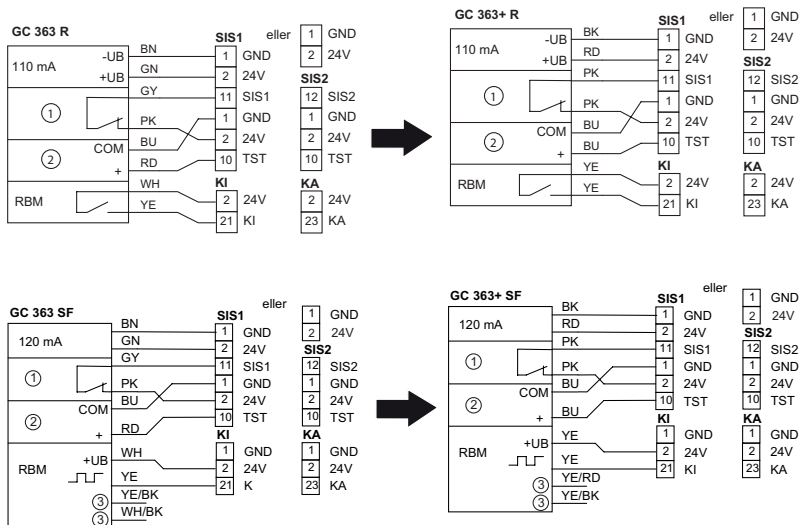 GC 363 R
110 mA
-UB BN
+UB GN
GY
1
PK
2
COM BU
+ RD
RBM
WH
YE
SIS1 eller
1 GND
2 24V
11 SIS1
1 GND
2 24V
10 TST
KI
2 24V
21 KI
1 GND
2 24V
SIS2
12 SIS2
1 GND
2 24V
10 TST
KA
2 24V
23 KA
GC 363+ R
110 mA
-UB BK
+UB RD
PK
1
PK
2
COM BU
+ BU
RBM
YE
YE
SIS1 eller
1 GND
2 24V
11 SIS1
1 GND
2 24V
10 TST
KI
2 24V
21 KI
1 GND
2 24V
SIS2
12 SIS2
1 GND
2 24V
10 TST
KA
2 24V
23 KA
GC 363 SF
120 mA
BN
GN
GY
1
PK
2
COM BU
+ RD
RBM
+UB WH
YE
3 YE/BK
3 WH/BK
SIS1 eller
1 GND
2 24V
11 SIS1
1 GND
2 24V
10 TST
KI
1 GND
2 24V
21 K
1 GND
2 24V
SIS2
12 SIS2
1 GND
2 24V
10 TST
KA
1 GND
2 24V
23 KA
GC 363+ SF
120 mA
BK
RD
PK
1
PK
2
COM BU
+ BU
RBM
+UB YE
YE
3 YE/RD
3 YE/BK
SIS1 eller
1 GND
2 24V
11 SIS1
1 GND
2 24V
10 TST
KI
1 GND
2 24V
21 KI
1 GND
2 24V
SIS2
12 SIS2
1 GND
2 24V
10 TST
KA
1 GND
2 24V
23 KA